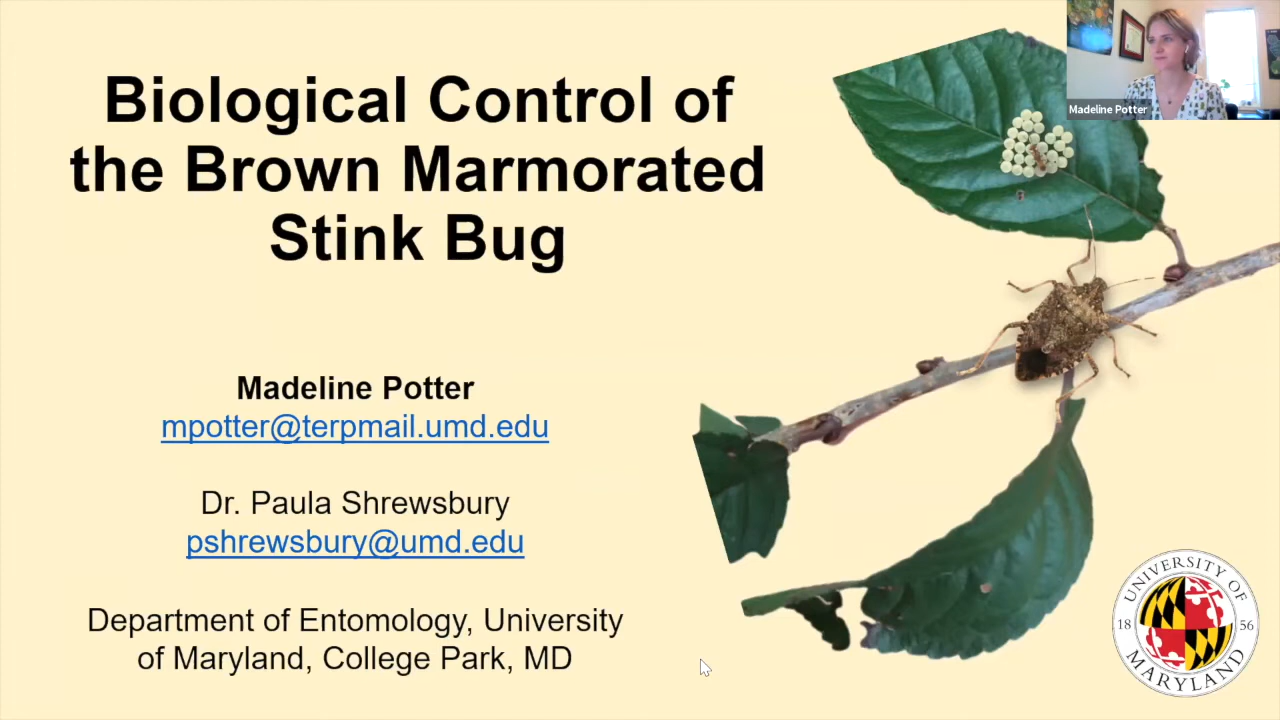 Biological Control of
the Brown Marmorated
Stink Bug
Madeline Potter
Madeline Potter
mpotter@terpmail.umd.edu
Dr. Paula Shrewsbury
pshrewsbury@umd.edu
Department of Entomology, University
of Maryland, College Park, MD
UNIVERSITY OF
18 56
MARYLAND